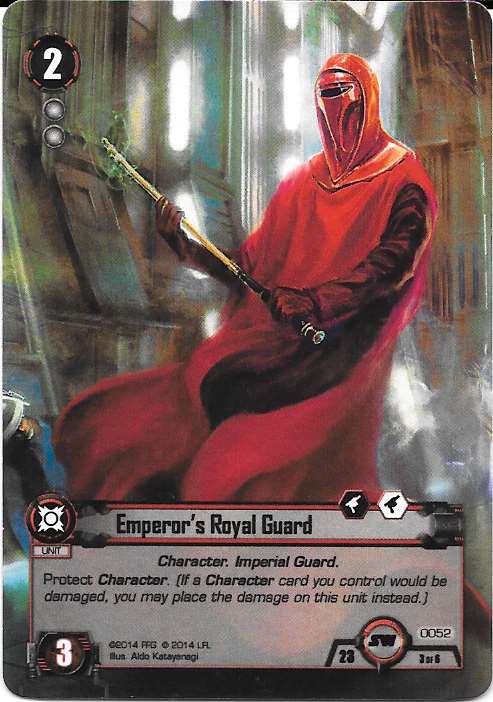 2
Emperor's Royal Guard
UNIT
Character. Imperial Guard.
Protect Character. (If a Character card you control would be
damaged, you may place the damage on this unit instead.)
3
©2014 FFG © 2014 LFL
Illus. Aldo Katayanagi
SW
0052
23
3 OF 6